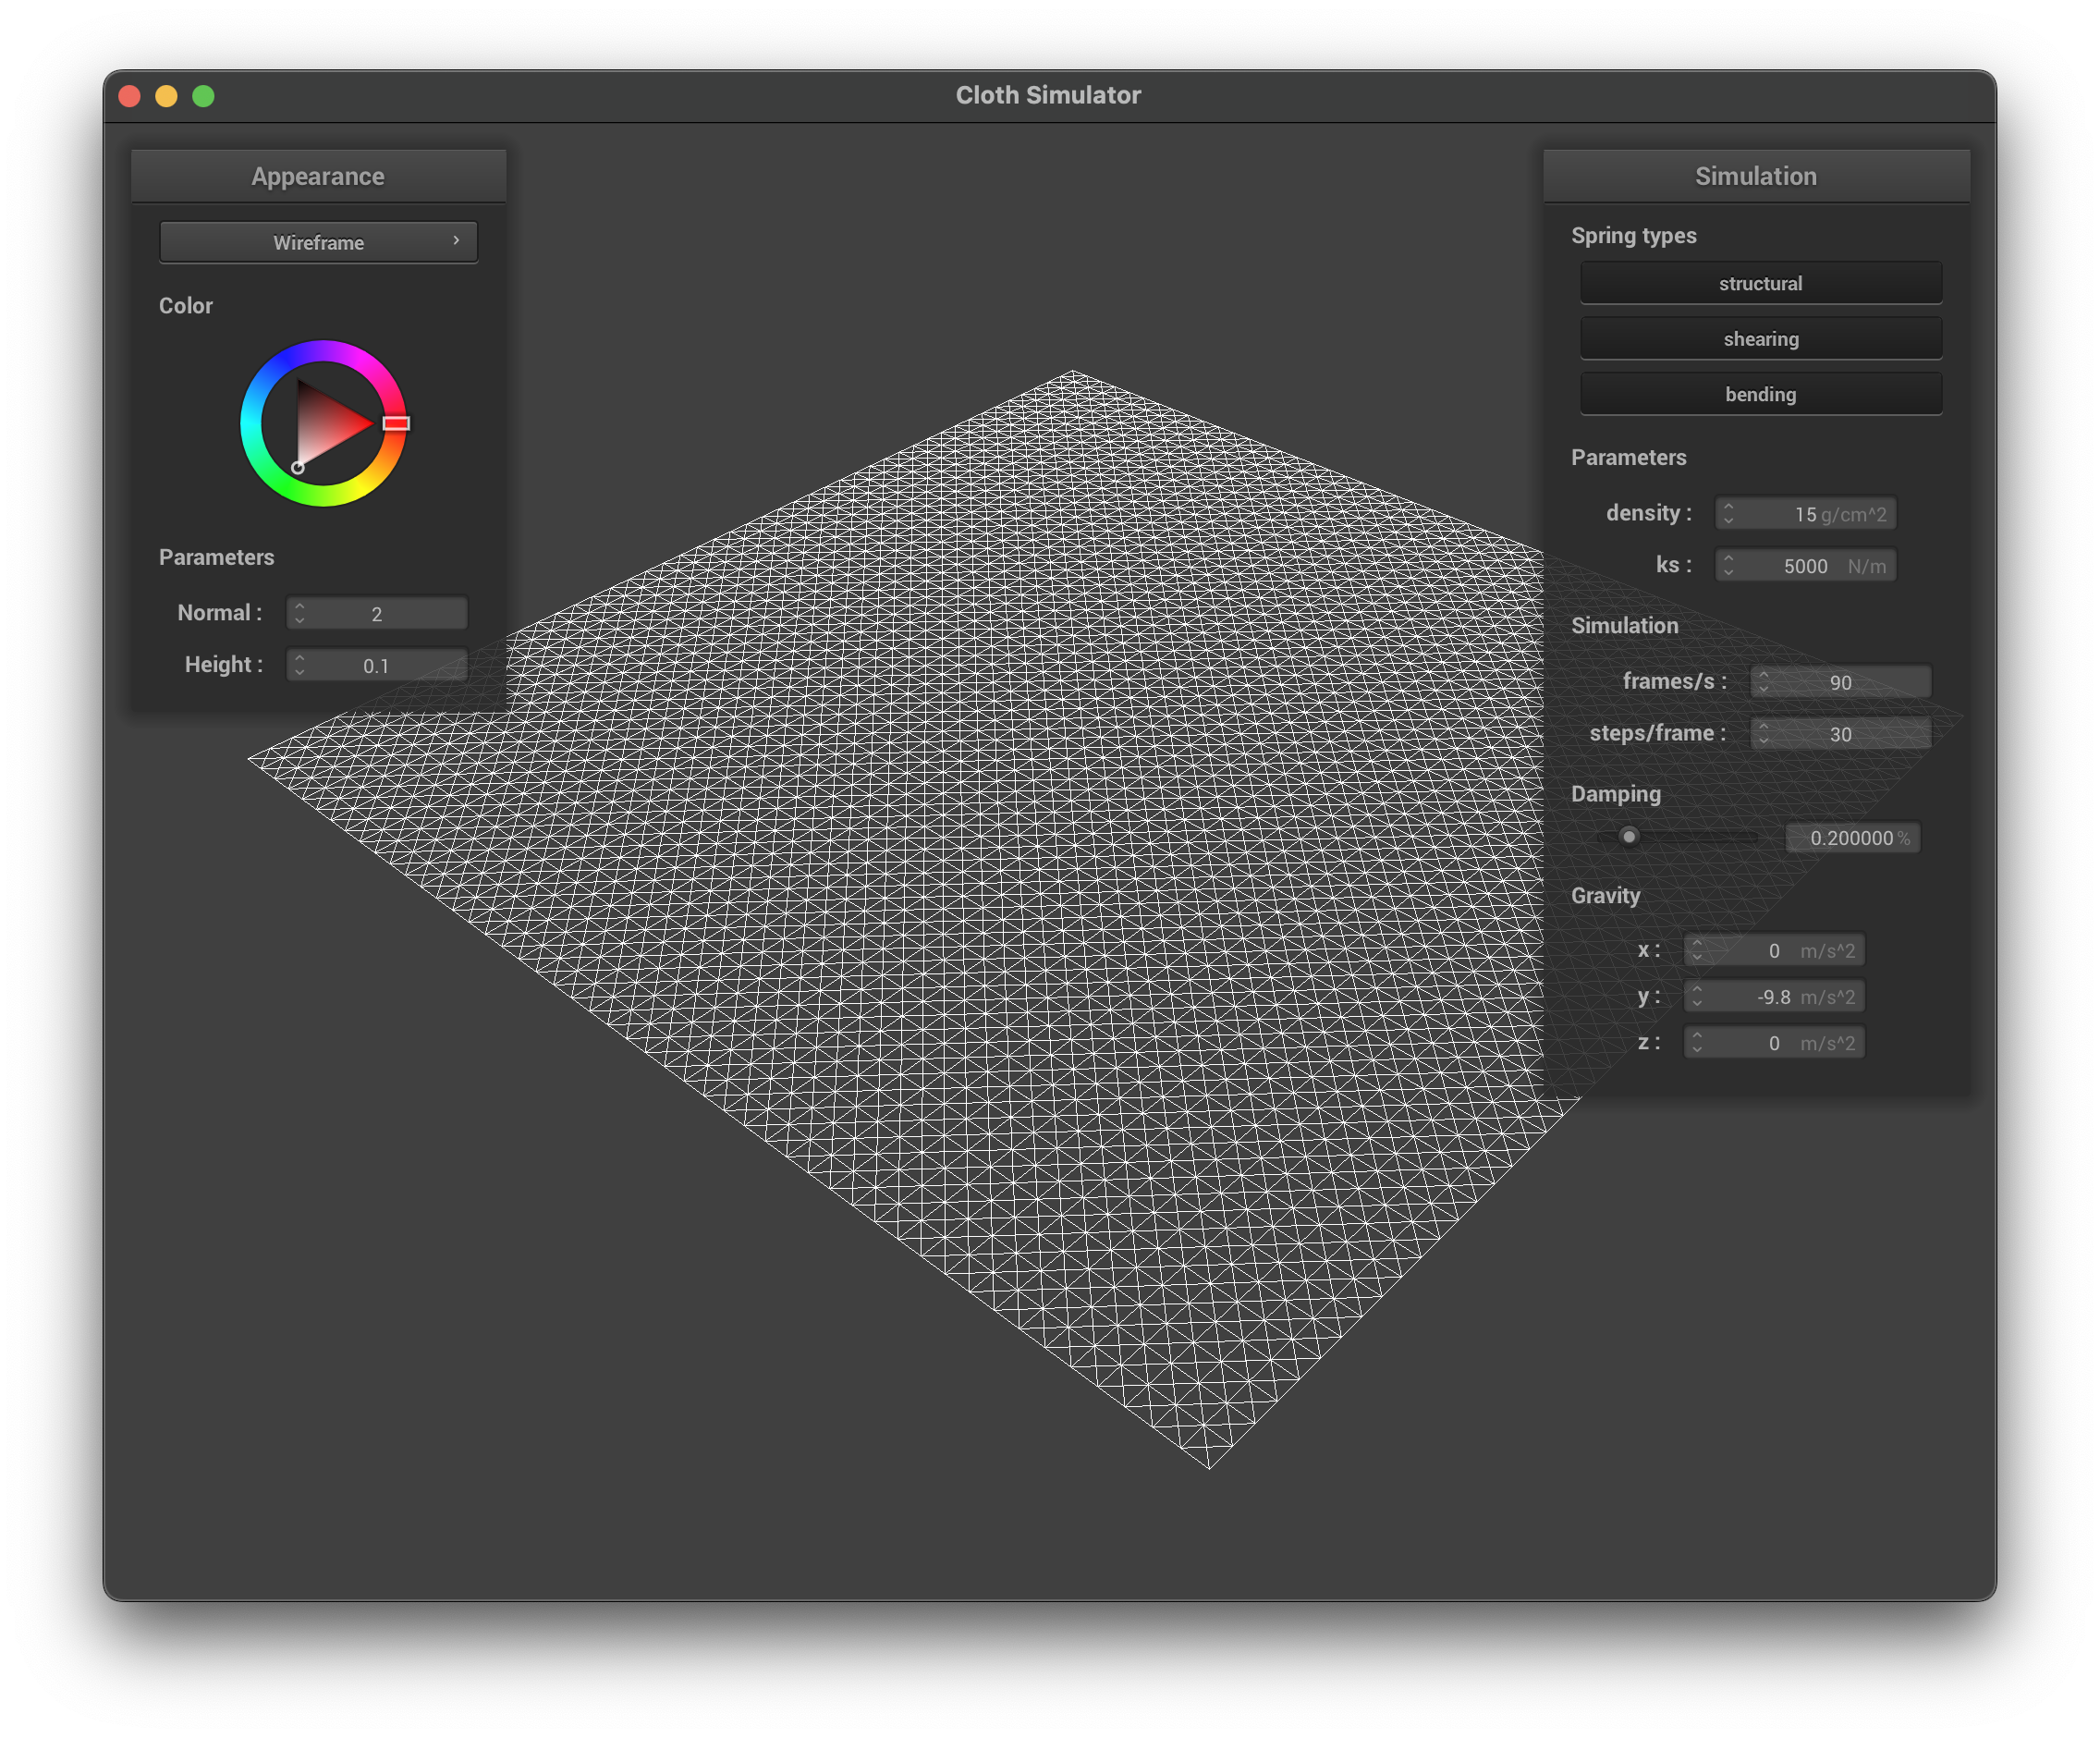 Cloth Simulator
Appearance
Wireframe
Color
Parameters
Normal : 2
Height : 0.1
Simulation
Spring types
structural
shearing
bending
Parameters
density : 15 g/cm^2
ks : 5000 N/m
Simulation
frames/s : 90
steps/frame : 30
Damping
0.200000 %
Gravity
x : 0 m/s^2
y : -9.8 m/s^2
z : 0 m/s^2